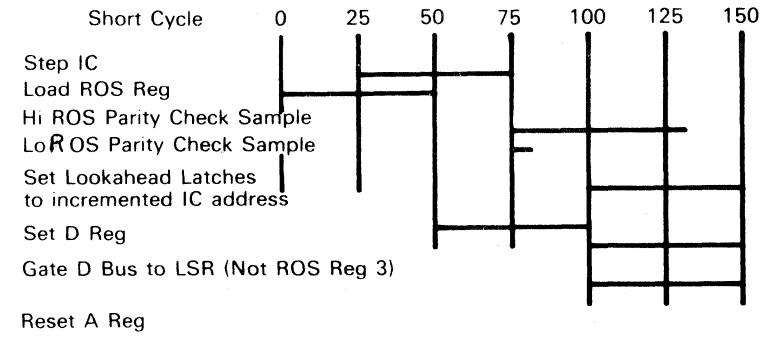 Short Cycle 0 25 50 75 100 125 150
Step IC
Load ROS Reg
Hi ROS Parity Check Sample
Lo ROS Parity Check Sample
Set Lookahead Latches
to incremented IC address
Set D Reg
Gate D Bus to LSR (Not ROS Reg 3)
Reset A Reg